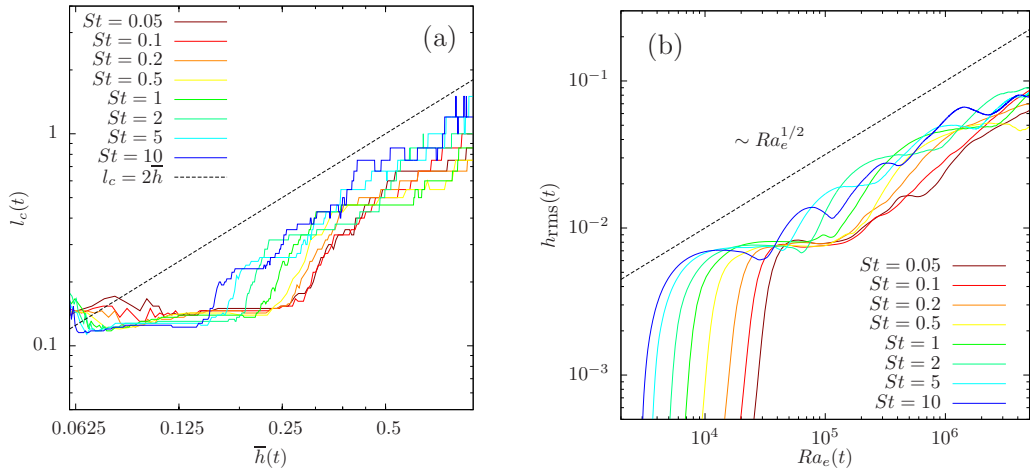 (a)
St = 0.05
St = 0.1
St = 0.2
St = 0.5
St = 1
St = 2
St = 5
St = 10
l_c = 2h̅
l_c(t)
1
0.1
0.0625 0.125 0.25 0.5
h̅(t)
(b)
∼ Ra_e^{1/2}
h_rms(t)
10^{-1}
10^{-2}
10^{-3}
St = 0.05
St = 0.1
St = 0.2
St = 0.5
St = 1
St = 2
St = 5
St = 10
10^4 10^5 10^6
Ra_e(t)